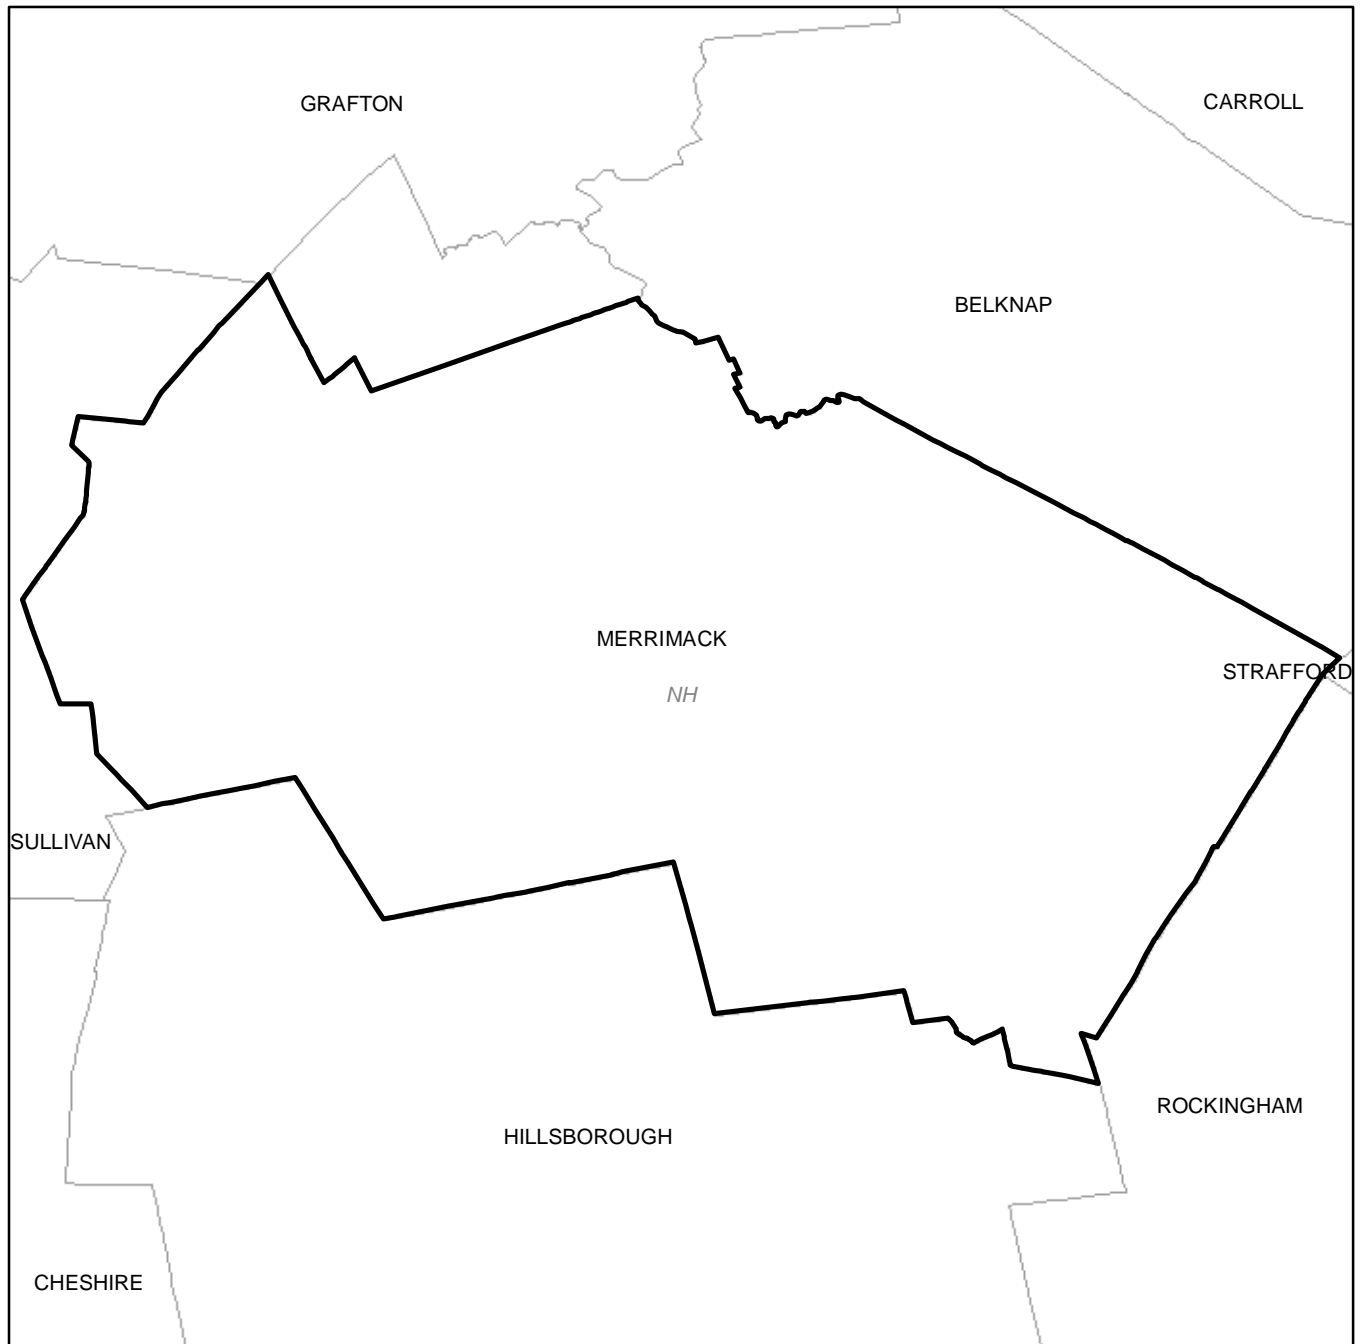 CARROLL
GRAFTON
BELKNAP
MERRIMACK
STRAFFORD
NH
SULLIVAN
ROCKINGHAM
HILLSBOROUGH
CHESHIRE